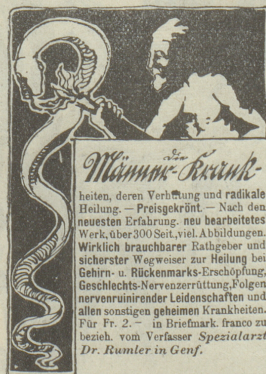 Die
Männer-Krank-
heiten, deren Verhütung und radikale
Heilung. — Preisgekrönt. — Nach den
neuesten Erfahrung. neu bearbeitetes
Werk, über 300 Seit., viel. Abbildungen.
Wirklich brauchbarer Rathgeber und
sicherster Wegweiser zur Heilung bei
Gehirn- u. Rückenmarks-Erschöpfung,
Geschlechts-Nervenzerrüttung, Folgen
nervenruinirender Leidenschaften und
allen sonstigen geheimen Krankheiten.
Für Fr. 2.— in Briefmark. franco zu
bezieh. vom Verfasser Spezialarzt
Dr. Rumler in Genf.